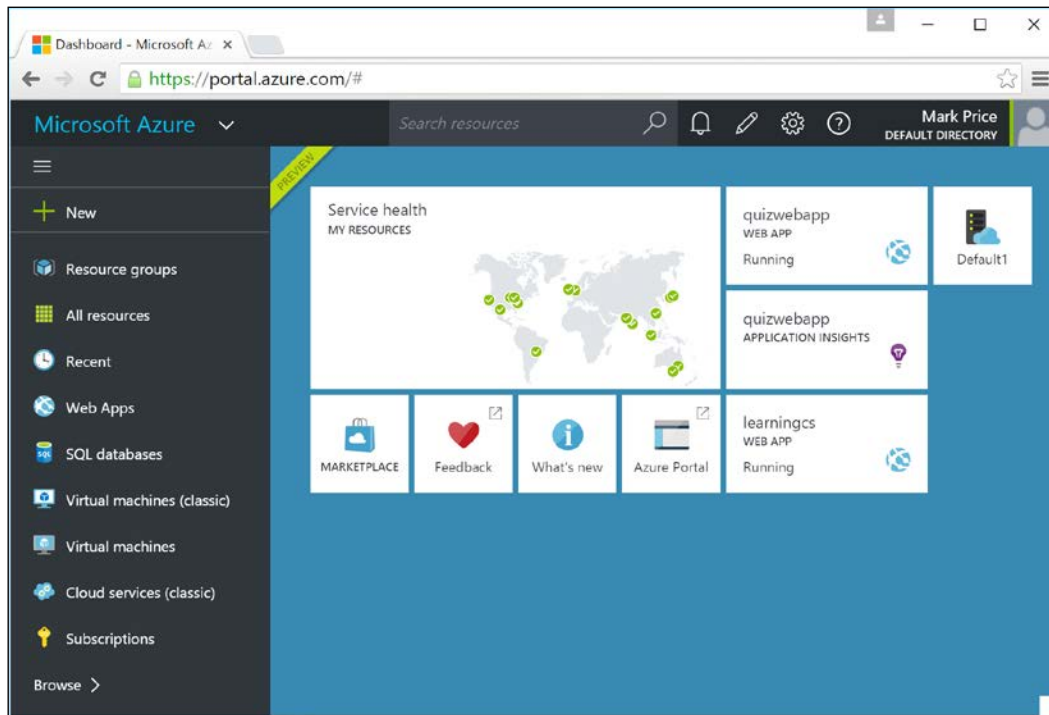 Dashboard - Microsoft Az
https://portal.azure.com/#
Microsoft Azure
Search resources
Mark Price
DEFAULT DIRECTORY
PREVIEW
New
Resource groups
All resources
Recent
Web Apps
SQL databases
Virtual machines (classic)
Virtual machines
Cloud services (classic)
Subscriptions
Browse
Service health
MY RESOURCES
quizwebapp
WEB APP
Running
Default1
quizwebapp
APPLICATION INSIGHTS
MARKETPLACE
Feedback
What's new
Azure Portal
learningcs
WEB APP
Running